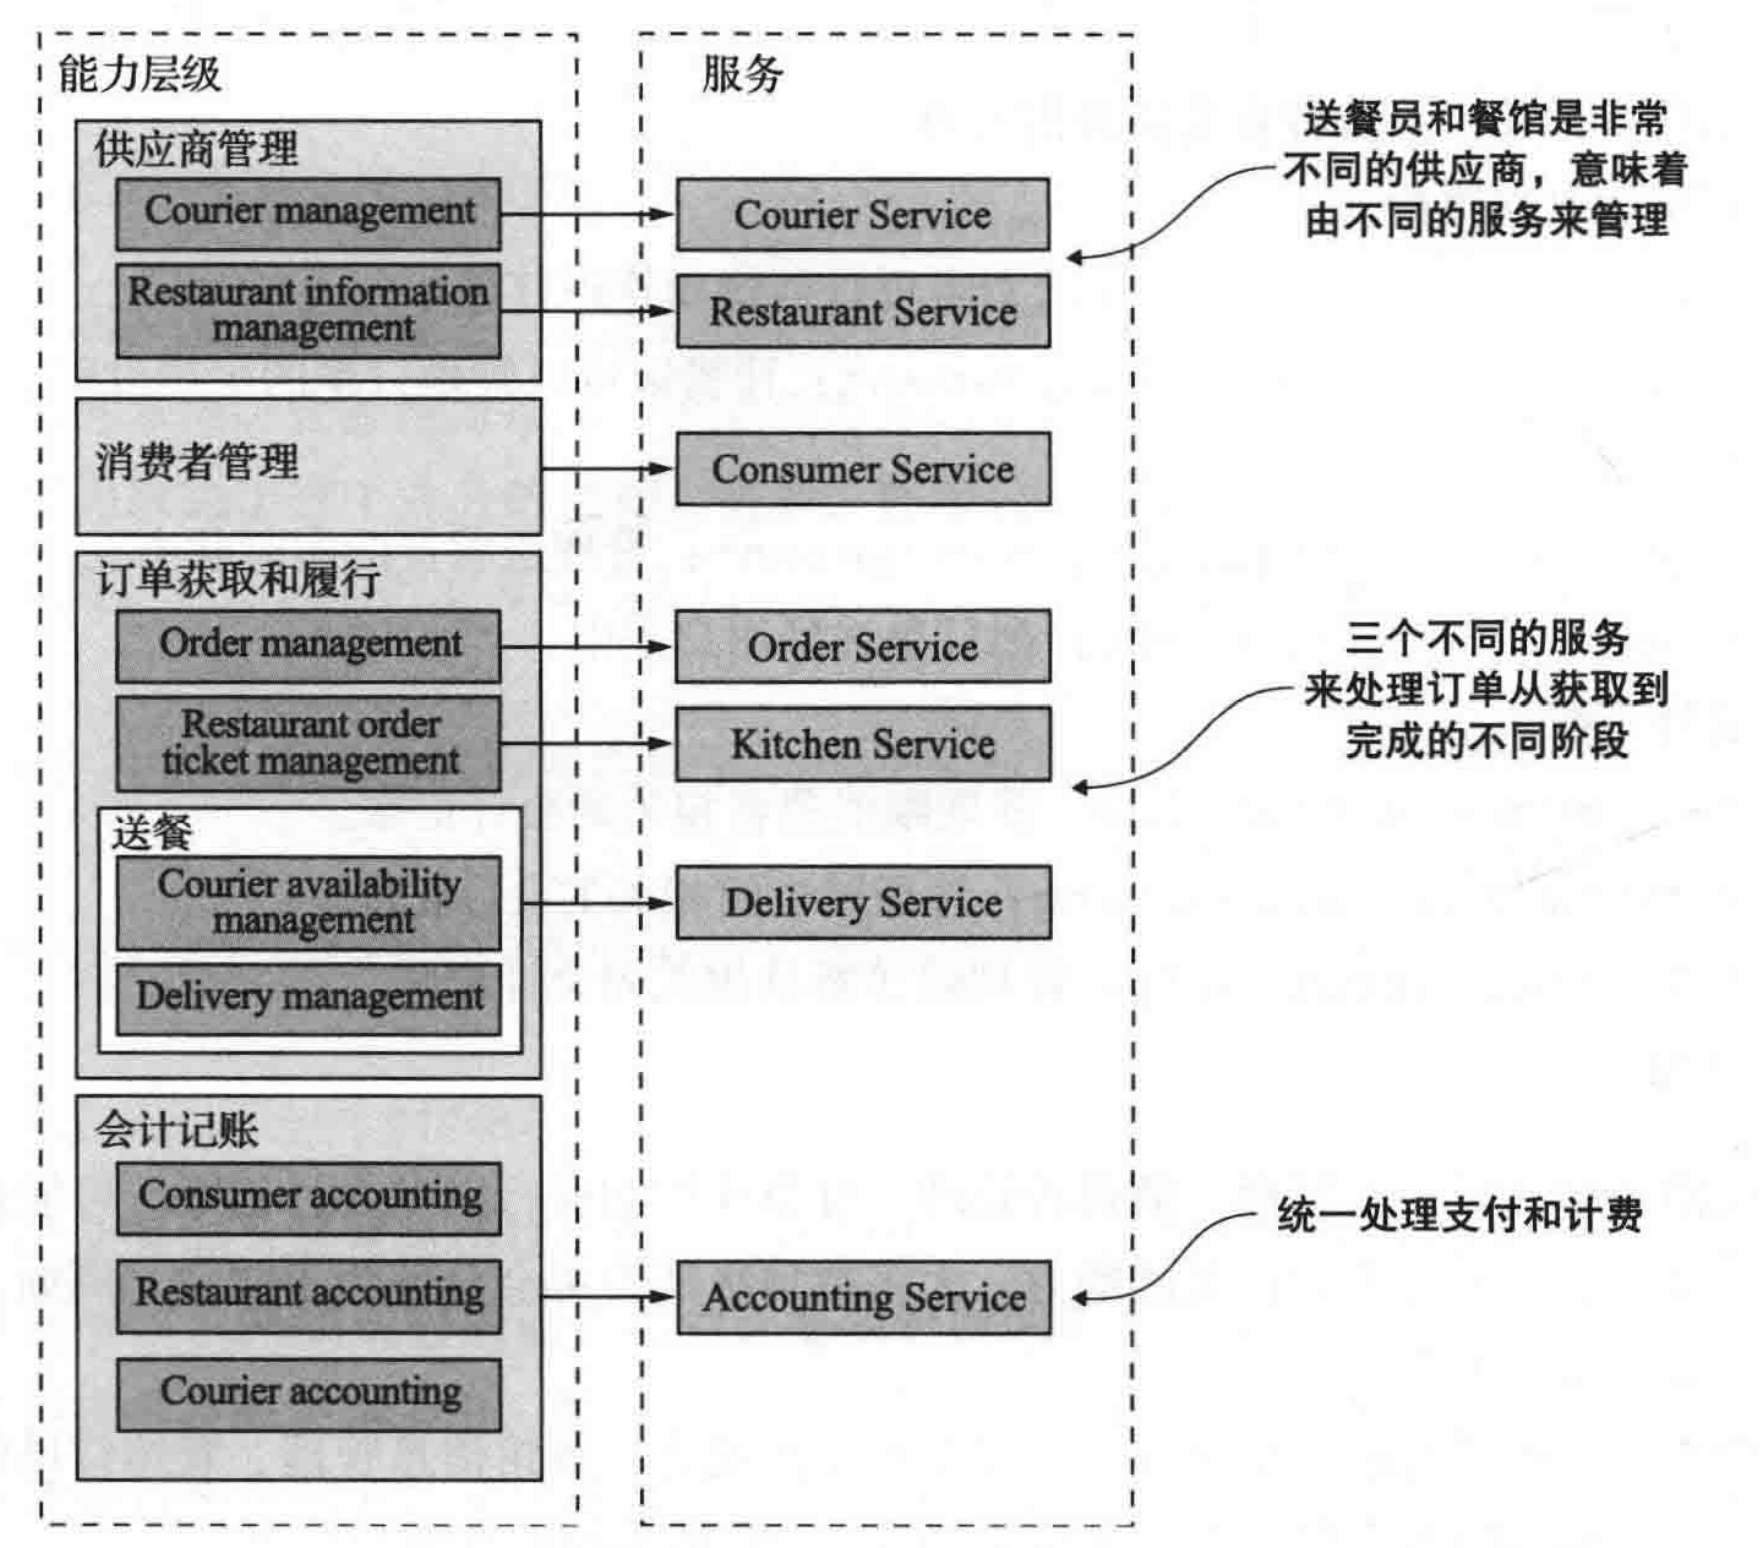 能力层级
供应商管理
Courier management
Restaurant information
management
消费者管理
订单获取和履行
Order management
Restaurant order
ticket management
送餐
Courier availability
management
Delivery management
会计记账
Consumer accounting
Restaurant accounting
Courier accounting
服务
Courier Service
Restaurant Service
Consumer Service
Order Service
Kitchen Service
Delivery Service
Accounting Service
送餐员和餐馆是非常
不同的供应商，意味着
由不同的服务来管理
三个不同的服务
来处理订单从获取到
完成的不同阶段
统一处理支付和计费